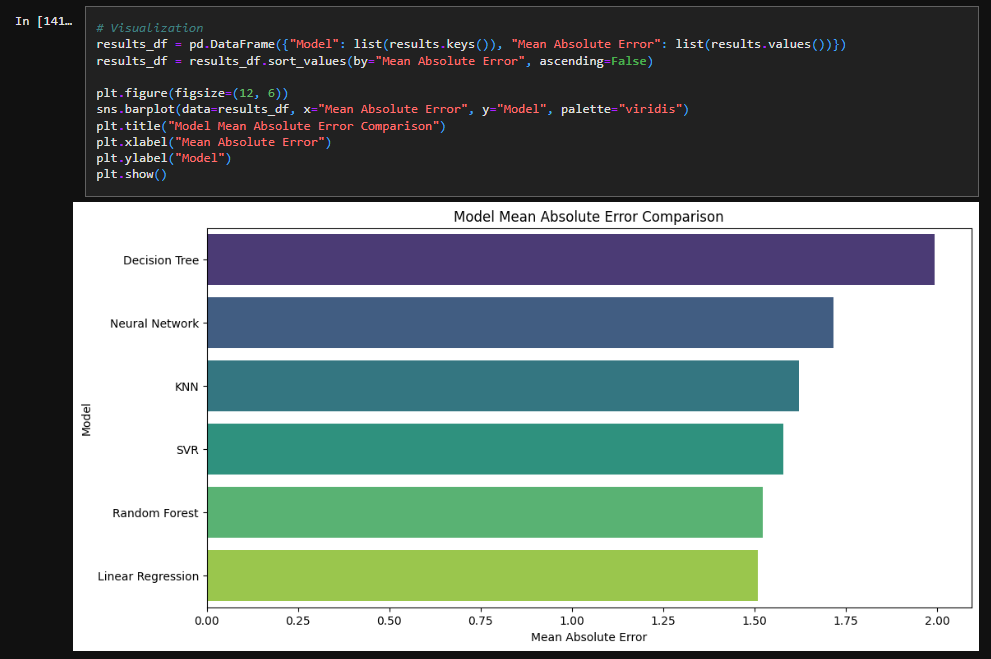 In [141…
# Visualization
results_df = pd.DataFrame({"Model": list(results.keys()), "Mean Absolute Error": list(results.values())})
results_df = results_df.sort_values(by="Mean Absolute Error", ascending=False)
plt.figure(figsize=(12, 6))
sns.barplot(data=results_df, x="Mean Absolute Error", y="Model", palette="viridis")
plt.title("Model Mean Absolute Error Comparison")
plt.xlabel("Mean Absolute Error")
plt.ylabel("Model")
plt.show()
Model Mean Absolute Error Comparison
Model
Decision Tree
Neural Network
KNN
SVR
Random Forest
Linear Regression
0.00 0.25 0.50 0.75 1.00 1.25 1.50 1.75 2.00
Mean Absolute Error